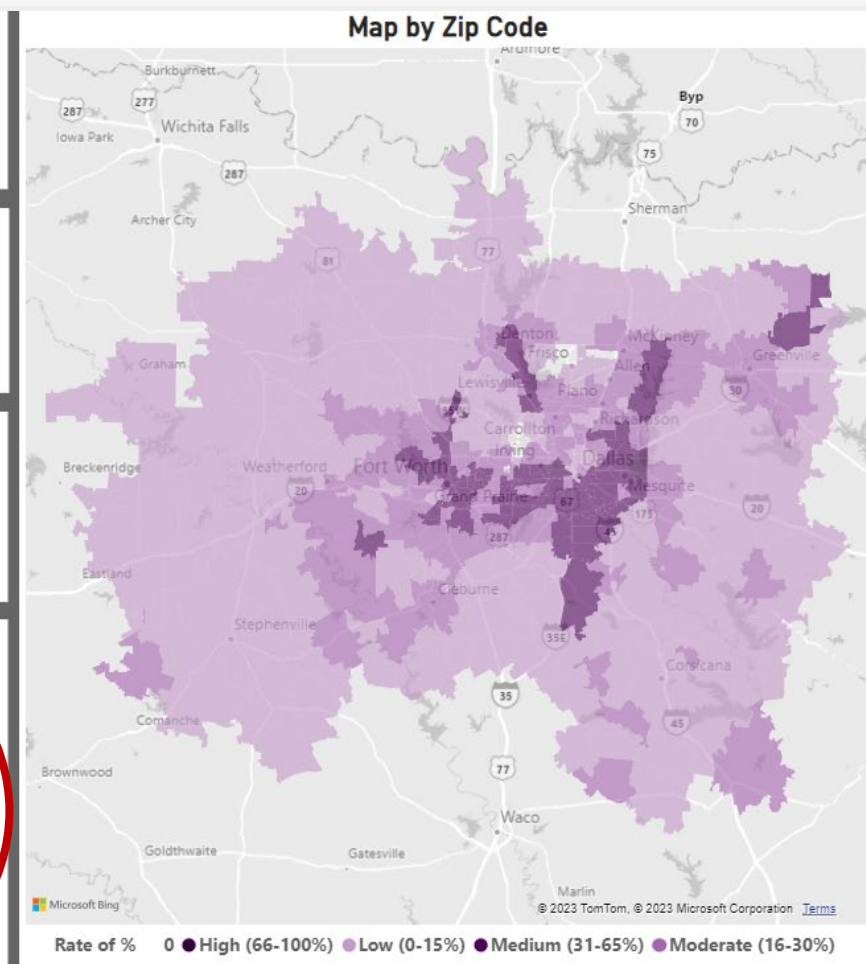 Map by Zip Code
Ardmore
Burkburnett
277
287
Byp
70
Iowa Park
Wichita Falls
75
287
Sherman
Archer City
77
81
Denton
McKinney
Frisco
Greenville
Graham
Allen
Lewisville
Plano
30
35W
Richardson
Carrollton
Irving
Dallas
Breckenridge
Weatherford
Fort Worth
Mesquite
20
Grand Prairie
67
20
175
45
287
Eastland
Cleburne
Stephenville
35E
Corsicana
35
Comanche
45
Brownwood
77
Waco
Goldthwaite
Gatesville
Marlin
Microsoft Bing
© 2023 TomTom, © 2023 Microsoft Corporation Terms
Rate of % 0 High (66-100%) Low (0-15%) Medium (31-65%) Moderate (16-30%)